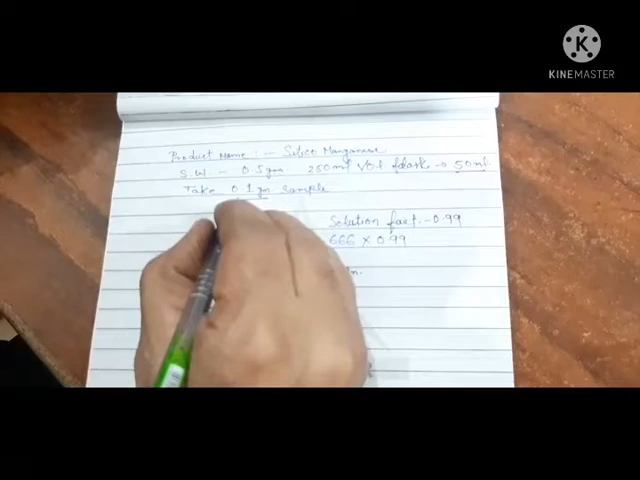 KINEMASTER
Product Name :- Silico Manganese
S.W - 0.5gm 250ml Vol flask → 50ml
Take 0.1gm Sample
Solution fact. - 0.99
666 × 0.99